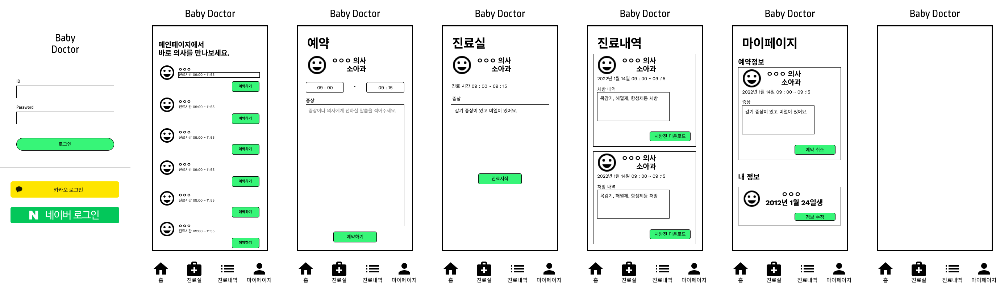 Baby
Doctor
ID
Password
로그인
카카오 로그인
N 네이버 로그인
Baby Doctor
메인페이지에서
바로 의사를 만나보세요.
ㅇㅇㅇ
진료시간 09:00 ~ 11:55
예약하기
ㅇㅇㅇ
진료시간 09:00 ~ 11:55
예약하기
ㅇㅇㅇ
진료시간 09:00 ~ 11:55
예약하기
ㅇㅇㅇ
진료시간 09:00 ~ 11:55
예약하기
ㅇㅇㅇ
진료시간 09:00 ~ 11:55
예약하기
ㅇㅇㅇ
진료시간 09:00 ~ 11:55
예약하기
홈 진료실 진료내역 마이페이지
Baby Doctor
예약
ㅇㅇㅇ 의사
소아과
09 : 00 ~ 09 : 15
증상
증상이나 의사에게 전하실 말씀을 적어주세요.
예약하기
홈 진료실 진료내역 마이페이지
Baby Doctor
진료실
ㅇㅇㅇ 의사
소아과
진료 시간 09 : 00 ~ 09 : 15
증상
감기 증상이 있고 미열이 있어요.
진료시작
홈 진료실 진료내역 마이페이지
Baby Doctor
진료내역
ㅇㅇㅇ 의사
소아과
2022년 1월 14일 09 : 00 ~ 09 :15
처방 내역
목감기, 해열제, 항생제등 처방
처방전 다운로드
ㅇㅇㅇ 의사
소아과
2022년 1월 14일 09 : 00 ~ 09 :15
처방 내역
목감기, 해열제, 항생제등 처방
처방전 다운로드
홈 진료실 진료내역 마이페이지
Baby Doctor
마이페이지
예약정보
ㅇㅇㅇ 의사
소아과
2022년 1월 14일 09 : 00 ~ 09 :15
증상
감기 증상이 있고 미열이 있어요.
예약 취소
내 정보
ㅇㅇㅇ
2012년 1월 24일생
정보 수정
홈 진료실 진료내역 마이페이지
Baby Doctor
홈 진료실 진료내역 마이페이지